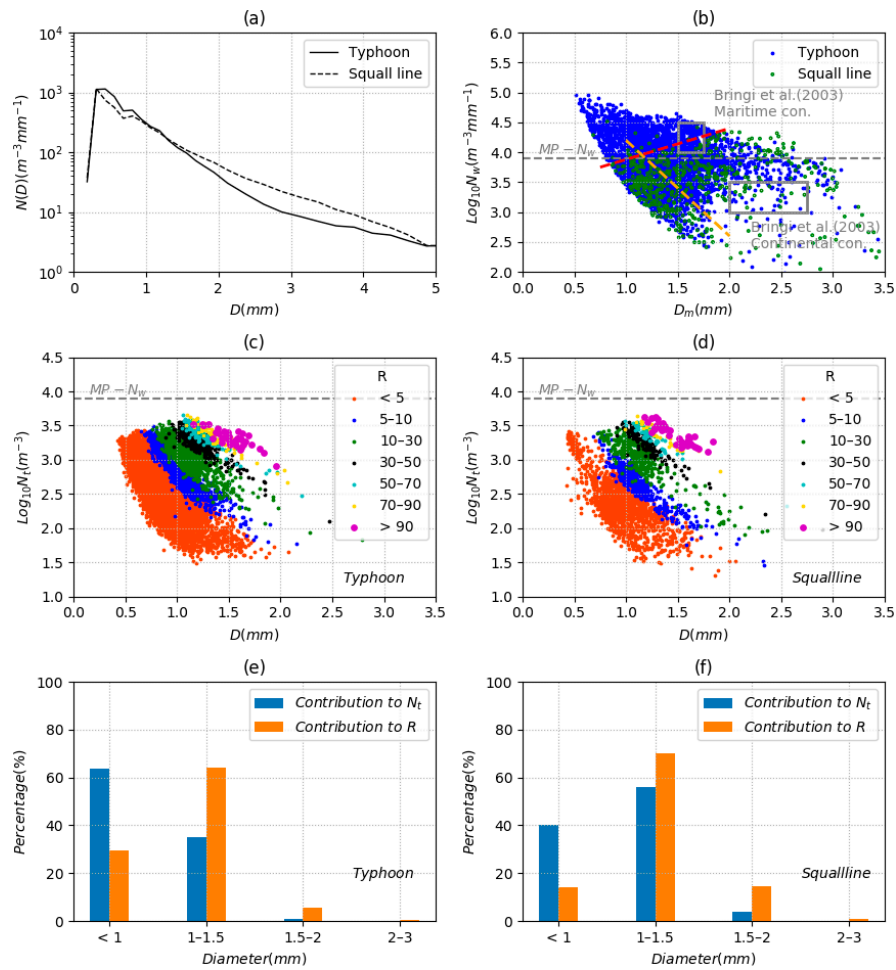 (a)
N(D)(m⁻³mm⁻¹)
10⁴
10³
10²
10¹
10⁰
Typhoon
Squall line
0 1 2 3 4 5
D(mm)
(b)
Log₁₀N_w(m⁻³mm⁻¹)
6.0
5.5
5.0
4.5
4.0
3.5
3.0
2.5
2.0
Typhoon
Squall line
Bringi et al.(2003)
Maritime con.
MP − N_w
Bringi et al.(2003)
Continental con.
0.0 0.5 1.0 1.5 2.0 2.5 3.0 3.5
D_m(mm)
(c)
Log₁₀N_t(m⁻³)
4.5
4.0
3.5
3.0
2.5
2.0
1.5
1.0
MP − N_w
R
< 5
5–10
10–30
30–50
50–70
70–90
> 90
Typhoon
0.0 0.5 1.0 1.5 2.0 2.5 3.0 3.5
D(mm)
(d)
Log₁₀N_t(m⁻³)
4.5
4.0
3.5
3.0
2.5
2.0
1.5
1.0
MP − N_w
R
< 5
5–10
10–30
30–50
50–70
70–90
> 90
Squallline
0.0 0.5 1.0 1.5 2.0 2.5 3.0 3.5
D(mm)
(e)
Percentage(%)
100
80
60
40
20
0
Contribution to N_t
Contribution to R
Typhoon
< 1 1–1.5 1.5–2 2–3
Diameter(mm)
(f)
Percentage(%)
100
80
60
40
20
0
Contribution to N_t
Contribution to R
Squallline
< 1 1–1.5 1.5–2 2–3
Diameter(mm)